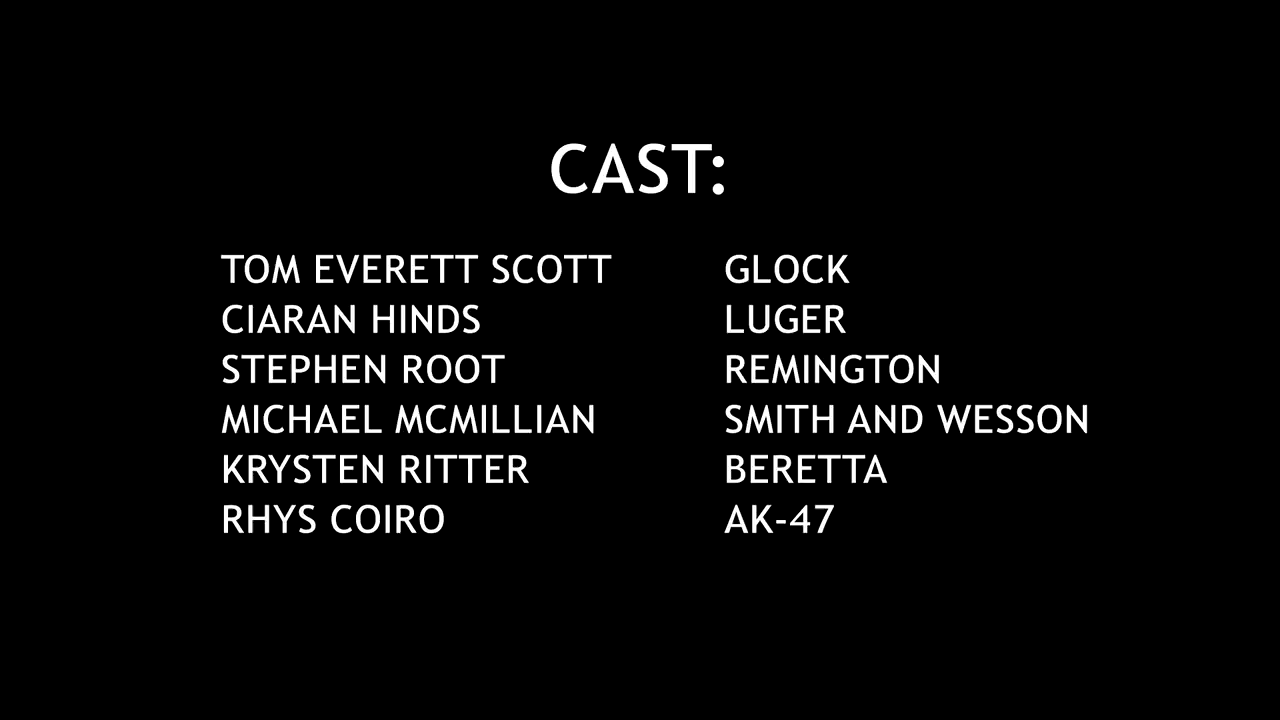 CAST:
TOM EVERETT SCOTT GLOCK
CIARAN HINDS LUGER
STEPHEN ROOT REMINGTON
MICHAEL MCMILLIAN SMITH AND WESSON
KRYSTEN RITTER BERETTA
RHYS COIRO AK-47